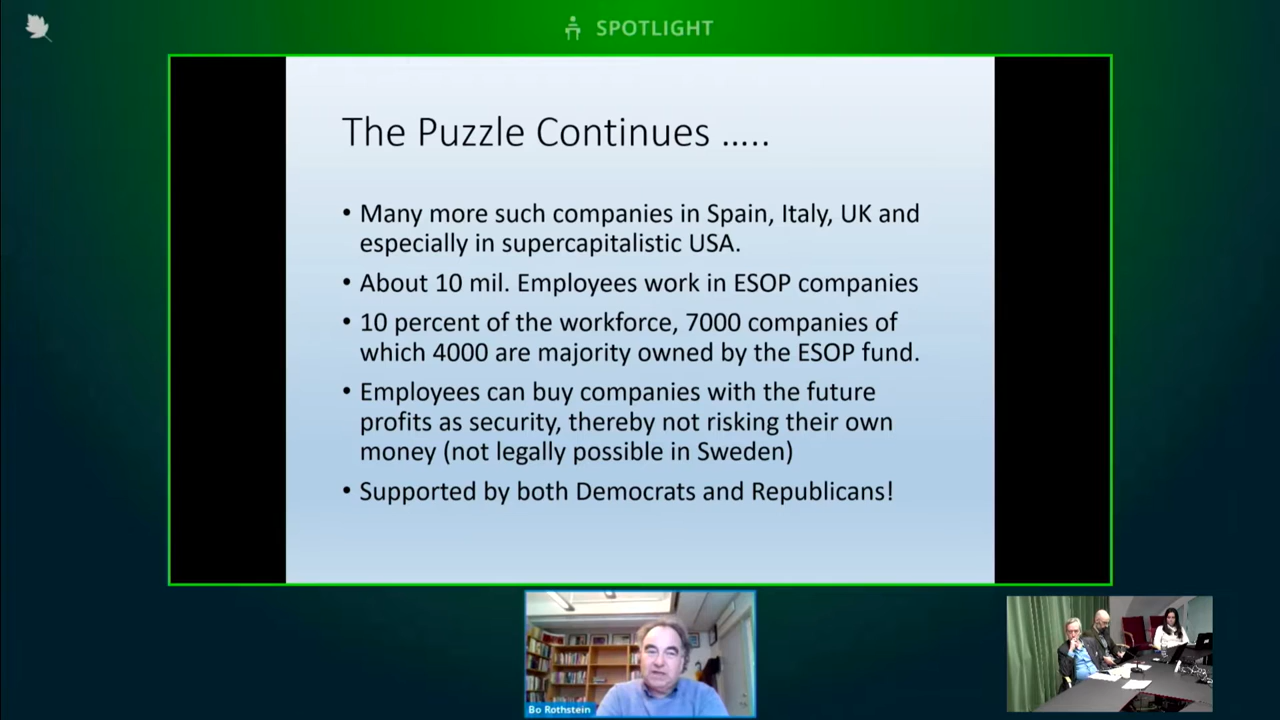 SPOTLIGHT
The Puzzle Continues .....
• Many more such companies in Spain, Italy, UK and
especially in supercapitalistic USA.
• About 10 mil. Employees work in ESOP companies
• 10 percent of the workforce, 7000 companies of
which 4000 are majority owned by the ESOP fund.
• Employees can buy companies with the future
profits as security, thereby not risking their own
money (not legally possible in Sweden)
• Supported by both Democrats and Republicans!
Bo Rothstein